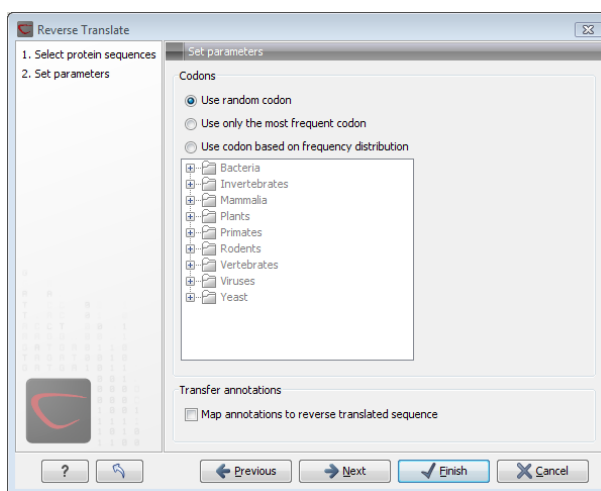 Reverse Translate
1. Select protein sequences
2. Set parameters
Set parameters
Codons
Use random codon
Use only the most frequent codon
Use codon based on frequency distribution
Bacteria
Invertebrates
Mammalia
Plants
Primates
Rodents
Vertebrates
Viruses
Yeast
Transfer annotations
Map annotations to reverse translated sequence
?
Previous
Next
Finish
Cancel